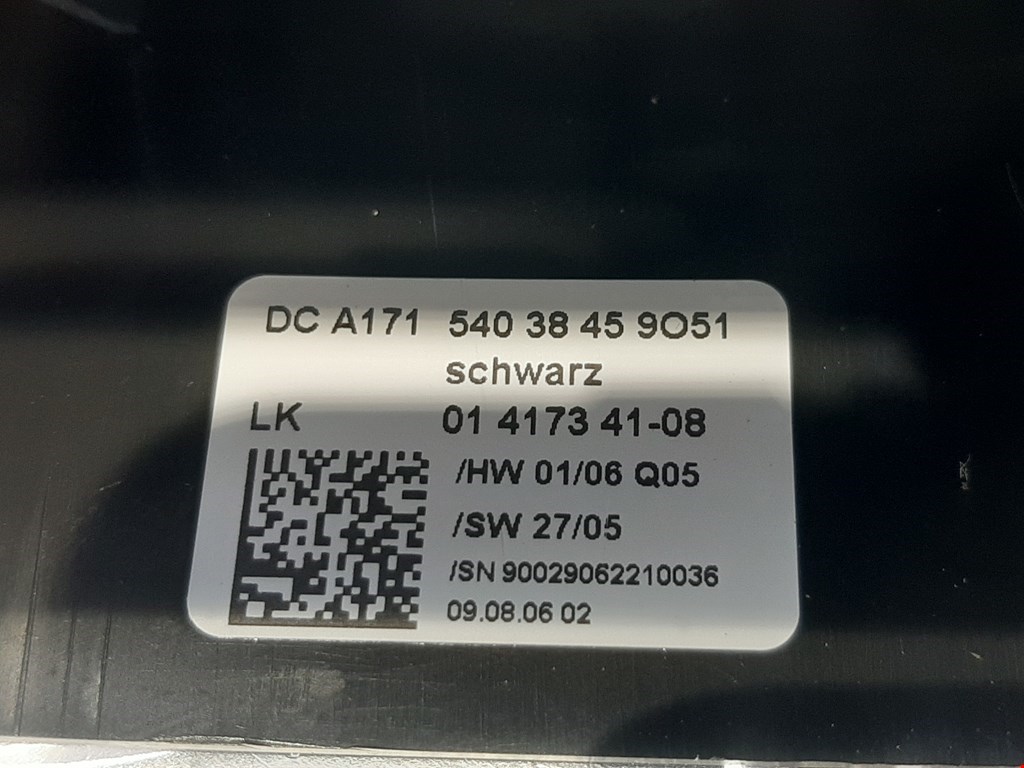 DC A171 540 38 45 9O51
schwarz
LK 01 4173 41-08
/HW 01/06 Q05
/SW 27/05
/SN 90029062210036
09.08.06 02